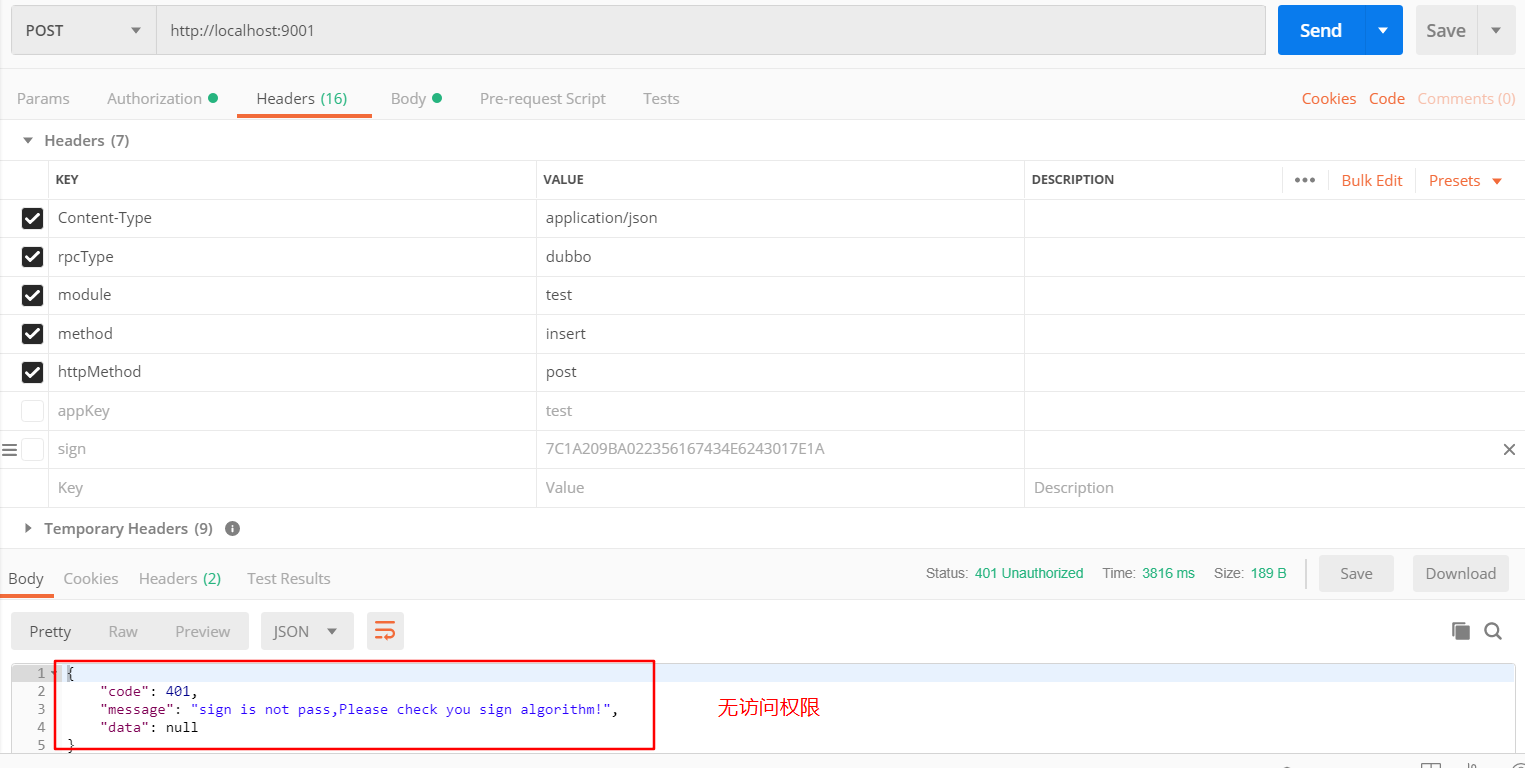 POST http://localhost:9001 Send Save
Params Authorization Headers (16) Body Pre-request Script Tests Cookies Code Comments (0)
Headers (7)
KEY VALUE DESCRIPTION Bulk Edit Presets
Content-Type application/json
rpcType dubbo
module test
method insert
httpMethod post
appKey test
sign 7C1A209BA022356167434E6243017E1A
Key Value Description
Temporary Headers (9)
Body Cookies Headers (2) Test Results Status: 401 Unauthorized Time: 3816 ms Size: 189 B Save Download
Pretty Raw Preview JSON
1 {
2 "code": 401,
3 "message": "sign is not pass,Please check you sign algorithm!", 无访问权限
4 "data": null
5 }